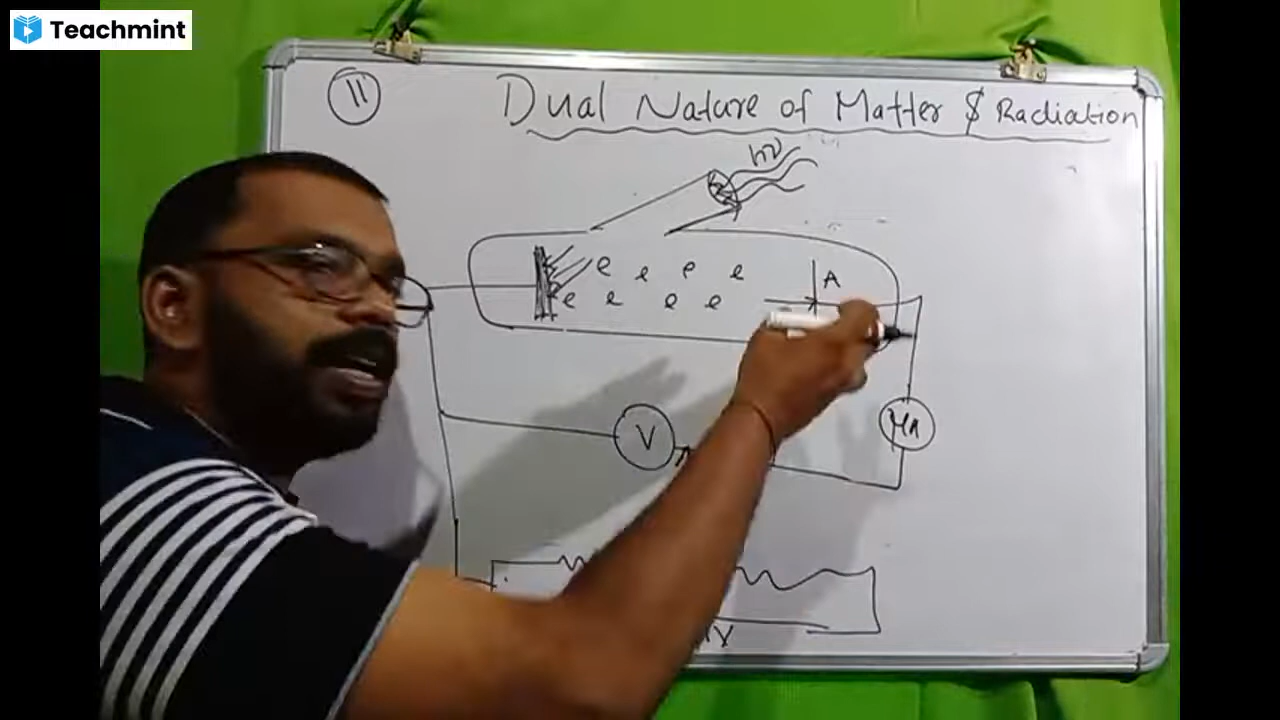 Teachmint
11 Dual Nature of Matter & Radiation
hν
e e e e
A
e e e e
V
μA